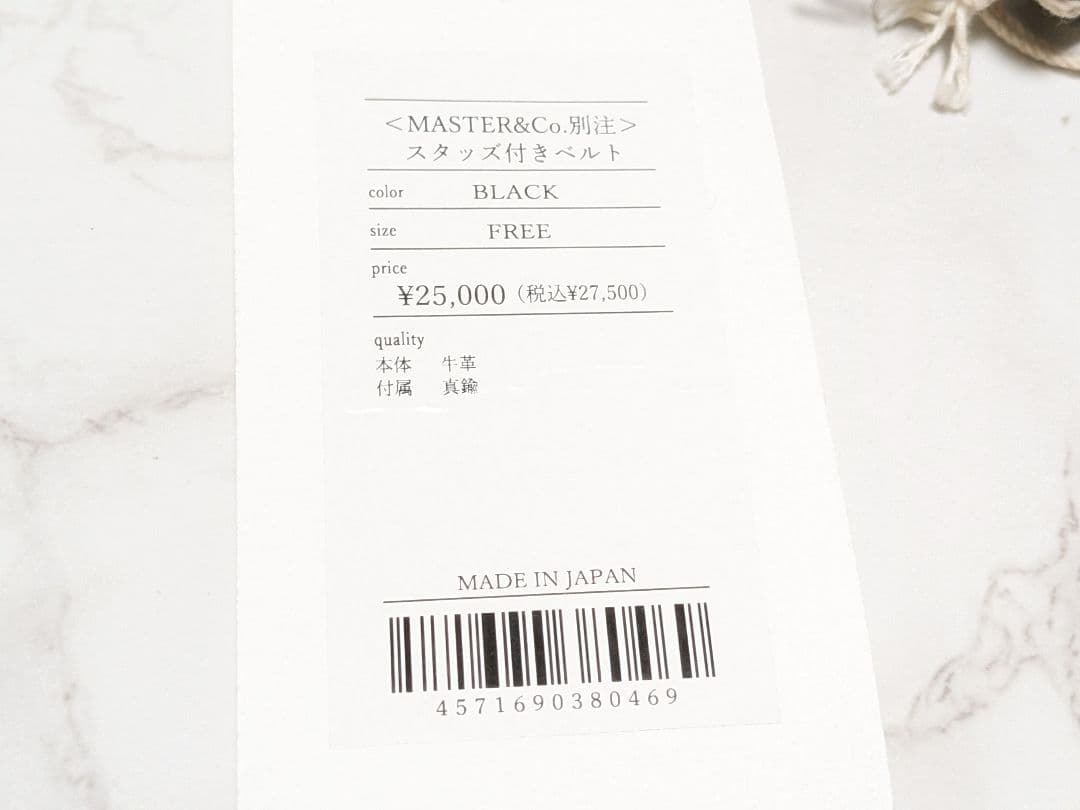 ＜MASTER&Co.別注＞
スタッズ付きベルト
color BLACK
size FREE
price
¥25,000（税込¥27,500）
quality
本体 牛革
付属 真鍮
MADE IN JAPAN
4571690380469